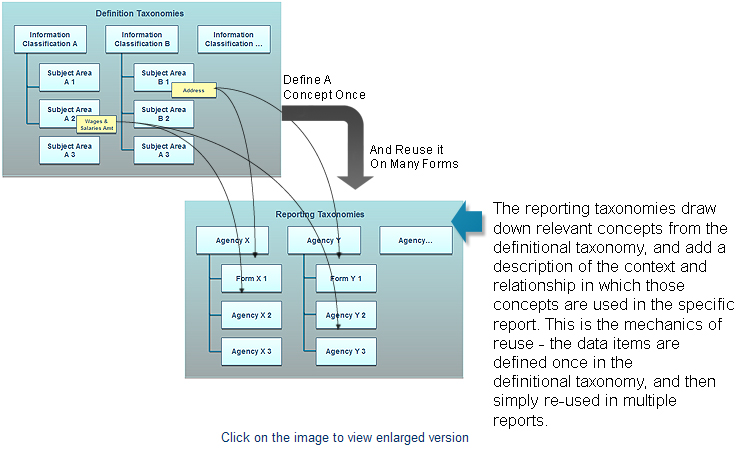 Definition Taxonomies
Information
Classification A
Information
Classification B
Information
Classification ...
Subject Area
A 1
Subject Area
B 1
Address
Subject Area
A 2
Wages &
Salaries Amt
Subject Area
B 2
Subject Area
A 3
Subject Area
B 3
Define A
Concept Once
And Reuse it
On Many Forms
Reporting Taxonomies
Agency X
Agency Y
Agency...
Form X 1
Form Y 1
Agency X 2
Agency Y 2
Agency X 3
Agency Y 3
The reporting taxonomies draw
down relevant concepts from the
definitional taxonomy, and add a
description of the context and
relationship in which those
concepts are used in the specific
report. This is the mechanics of
reuse - the data items are
defined once in the
definitional taxonomy, and then
simply re-used in multiple
reports.
Click on the image to view enlarged version